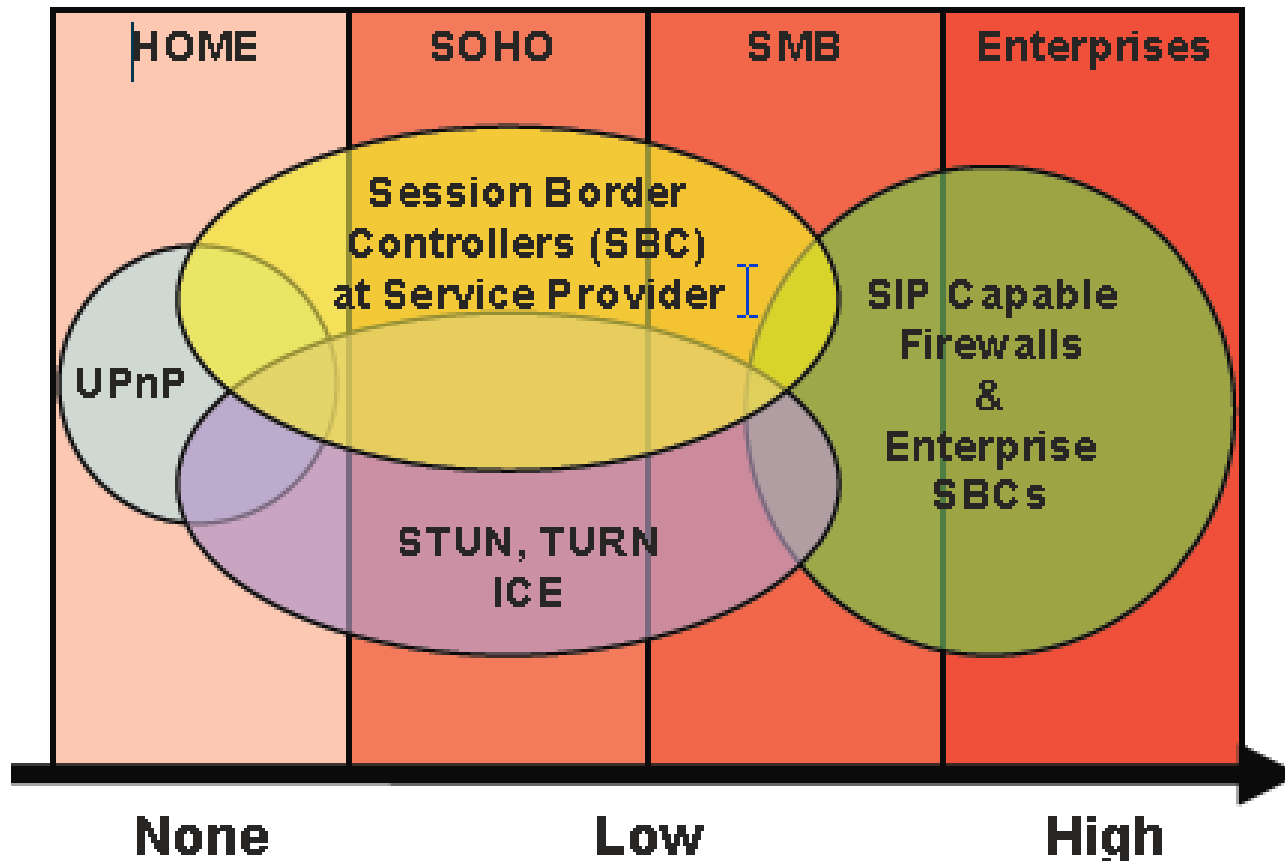 HOME
SOHO
SMB
Enterprises
Session Border
Controllers (SBC)
at Service Provider
UPnP
SIP Capable
Firewalls
&
Enterprise
SBCs
STUN, TURN
ICE
None
Low
High